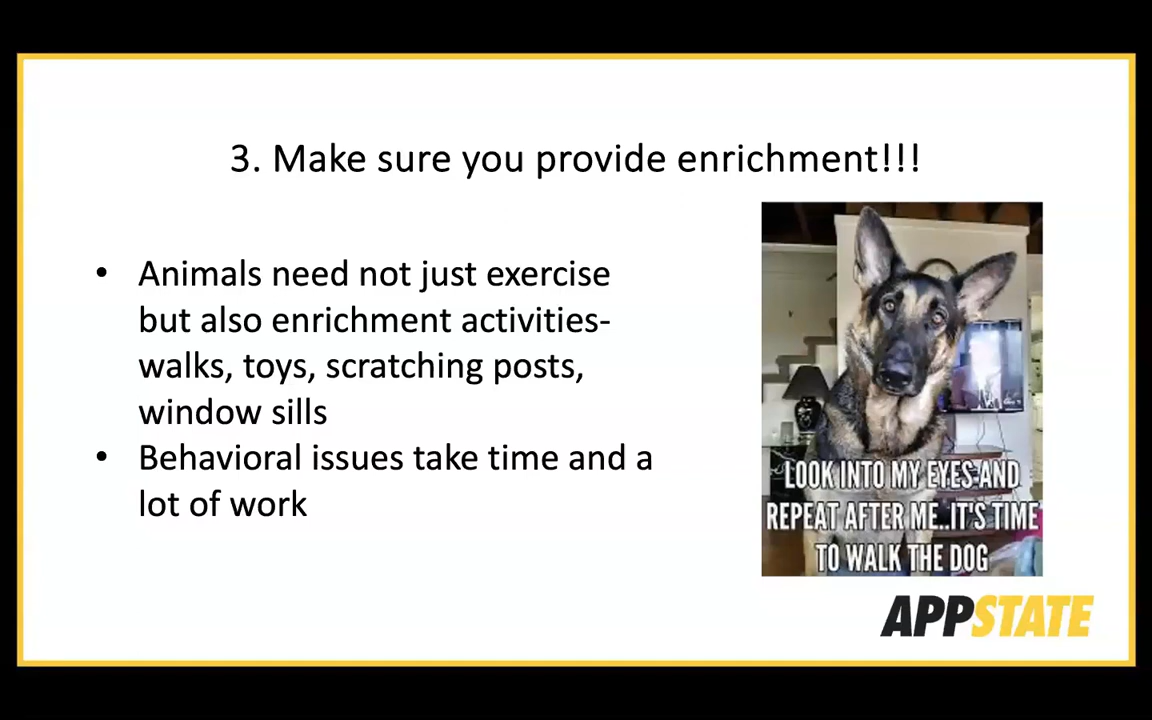 3. Make sure you provide enrichment!!!
• Animals need not just exercise
but also enrichment activities-
walks, toys, scratching posts,
window sills
• Behavioral issues take time and a
lot of work
LOOK INTO MY EYES AND
REPEAT AFTER ME..IT'S TIME
TO WALK THE DOG
APPSTATE